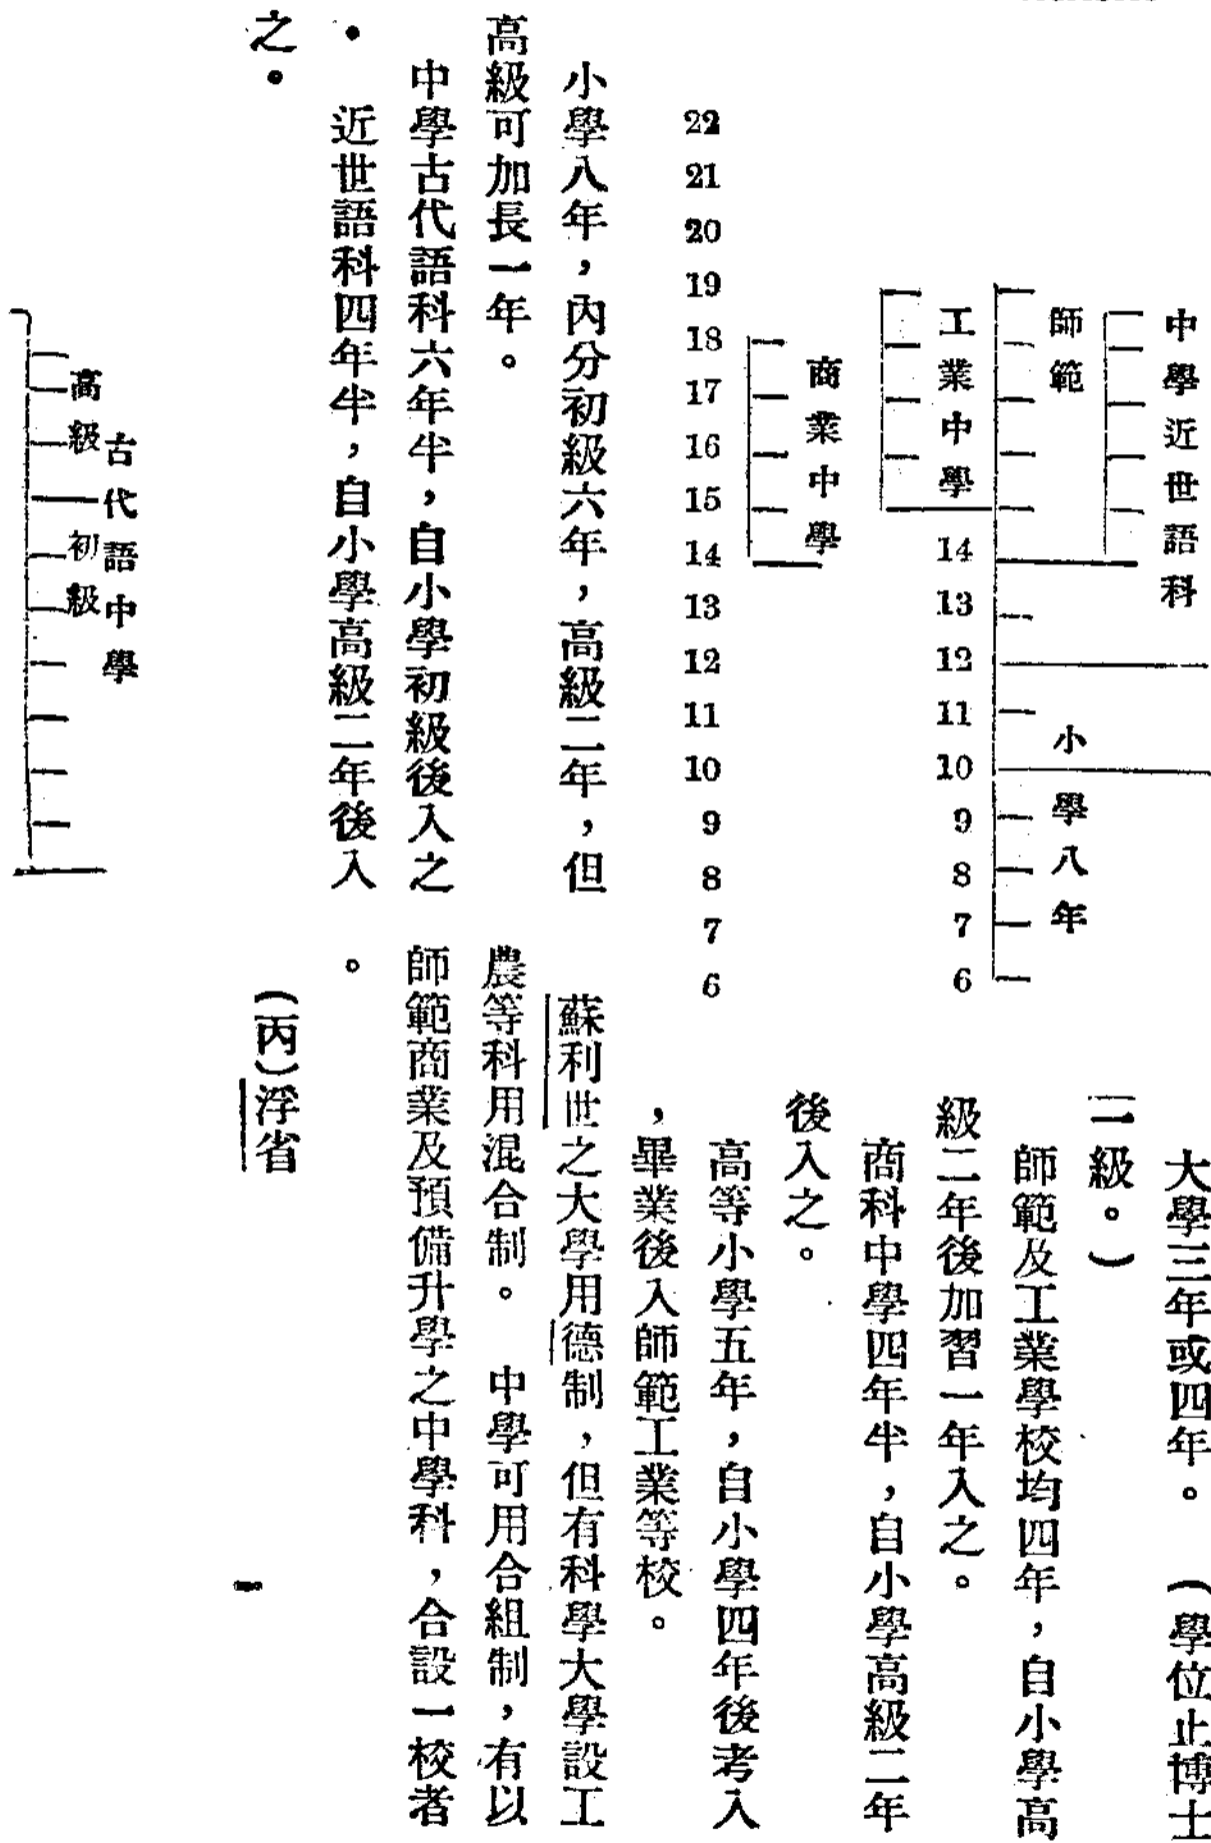 中學近世語科
師範
小學八年
工業中學
14
13
12
11
10
9
8
7
6
商業中學
22
21
20
19
18
17
16
15
14
13
12
11
10
9
8
7
6
小學八年，內分初級六年，高級二年，但
高級可加長一年。
中學古代語科六年半，自小學初級後入之
• 近世語科四年半，自小學高級二年後入
之•
古代語中學
高級
初級
大學三年或四年。（學位止博士
一級。）
師範及工業學校均四年，自小學高
級二年後加習一年入之。
商科中學四年半，自小學高級二年
後入之。
高等小學五年，自小學四年後考入
，畢業後入師範工業等校。
蘇利世之大學用德制，但有科學大學設工
農等科用混合制。中學可用合組制，有以
師範商業及預備升學之中學科，合設一校者
。
（丙）浮省